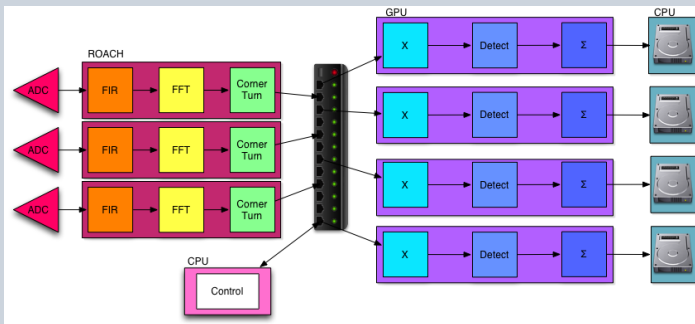 GPU
CPU
ROACH
X
Detect
Σ
ADC
FIR
FFT
Corner
Turn
X
Detect
Σ
ADC
FIR
FFT
Corner
Turn
X
Detect
Σ
ADC
FIR
FFT
Corner
Turn
X
Detect
Σ
CPU
Control